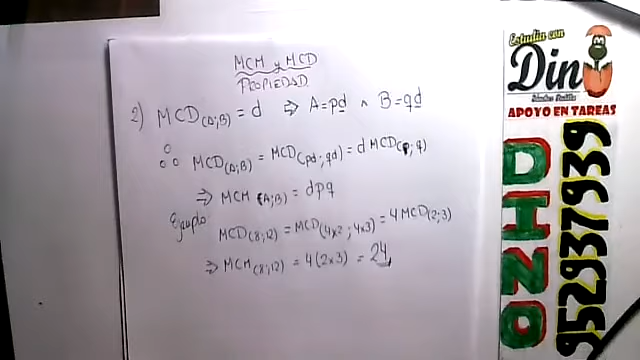 MCM y MCD
PROPIEDAD
2) MCD(A;B) = d ⇒ A = pd ∧ B = qd
∴ MCD(A;B) = MCD(pd; qd) = d MCD(p; q)
⇒ MCM (A;B) = dpq
Ejemplo
MCD(8;12) = MCD(4x2 ; 4x3) = 4 MCD(2;3)
⇒ MCM(8;12) = 4(2x3) = 24
Estudia con
Dino
APOYO EN TAREAS
DINO
952937939